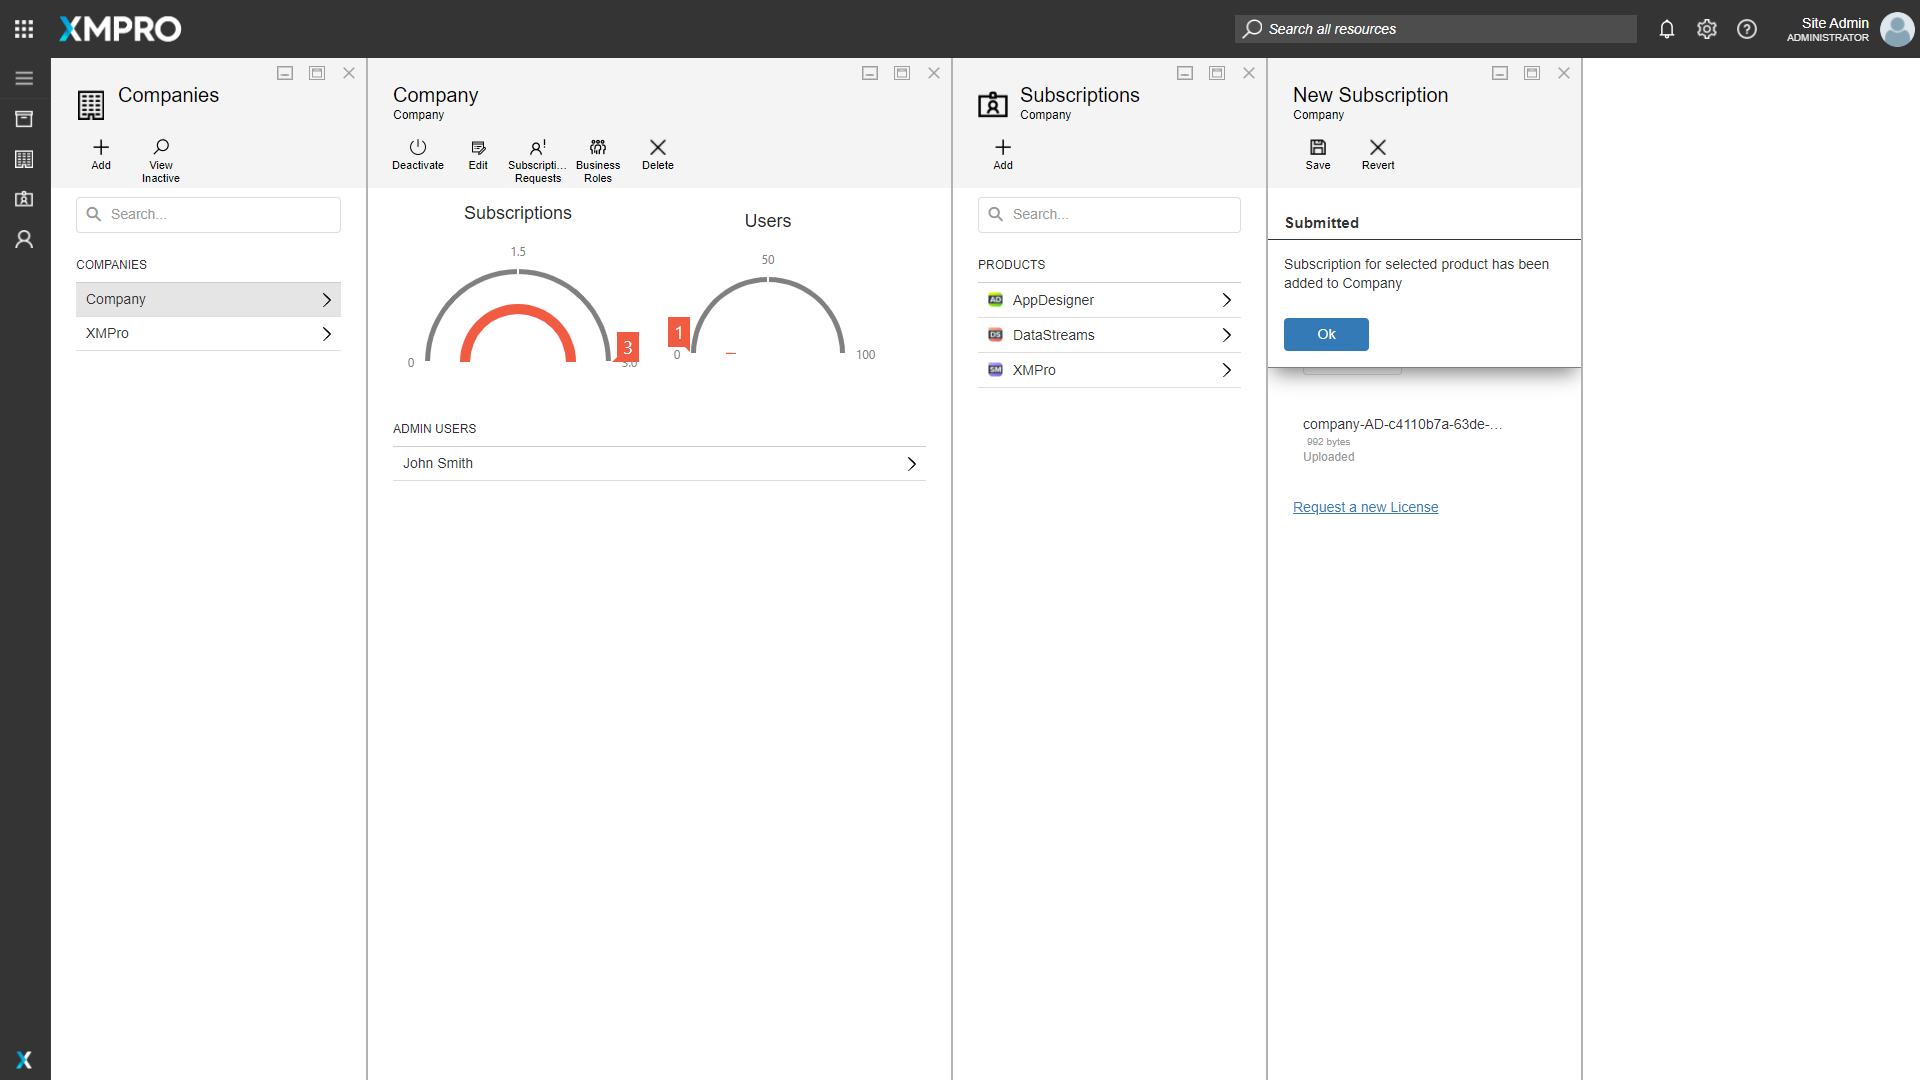 XMPRO
Search all resources
Site Admin
ADMINISTRATOR
Companies
Add
View
Inactive
Search...
COMPANIES
Company
XMPro
Company
Company
Deactivate
Edit
Subscripti...
Requests
Business
Roles
Delete
Subscriptions
1.5
0
3
3.0
Users
50
1
0
100
ADMIN USERS
John Smith
Subscriptions
Company
Add
Search...
PRODUCTS
AD AppDesigner
DS DataStreams
SM XMPro
New Subscription
Company
Save
Revert
Submitted
Subscription for selected product has been
added to Company
Ok
company-AD-c4110b7a-63de-...
992 bytes
Uploaded
Request a new License